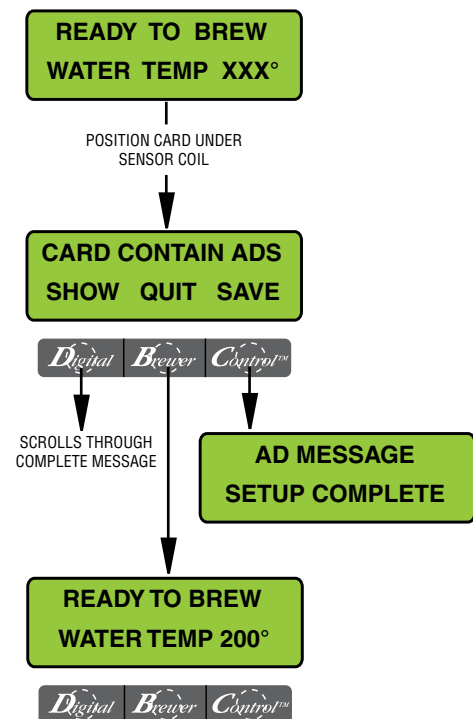 READY TO BREW
WATER TEMP XXX°
POSITION CARD UNDER
SENSOR COIL
CARD CONTAIN ADS
SHOW QUIT SAVE
Digital Brewer Control™
SCROLLS THROUGH
COMPLETE MESSAGE
AD MESSAGE
SETUP COMPLETE
READY TO BREW
WATER TEMP 200°
Digital Brewer Control™